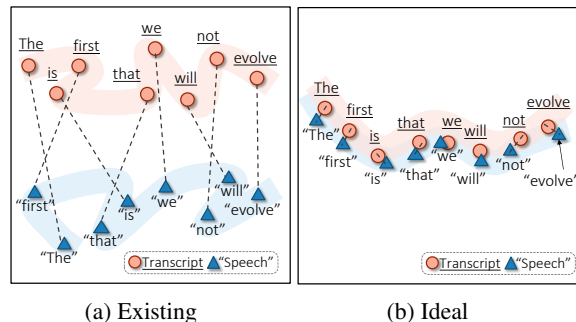 The first is that we will not evolve
"first" "The" "that" "is" "we" "not" "will" "evolve"
Transcript "Speech"
(a) Existing
The first is that we will not evolve
"The" "first" "is" "that" "we" "will" "not" "evolve"
Transcript "Speech"
(b) Ideal